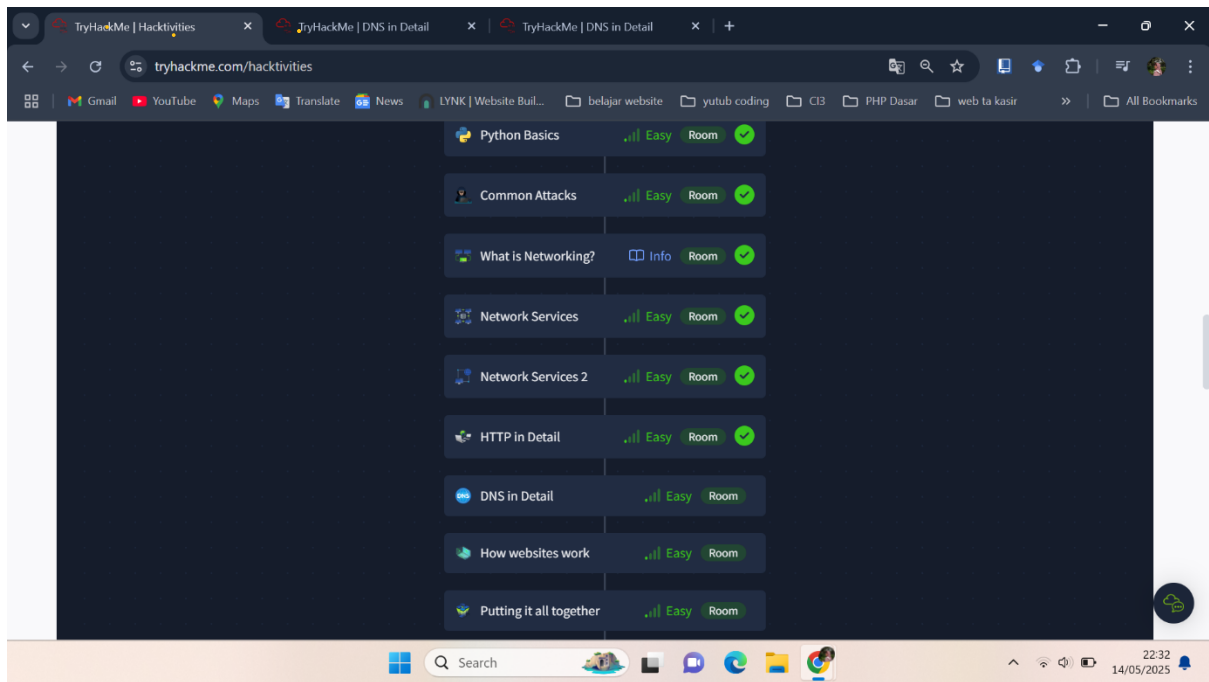 TryHackMe | Hacktivities
TryHackMe | DNS in Detail
TryHackMe | DNS in Detail
tryhackme.com/hacktivities
Gmail YouTube Maps Translate News LYNK | Website Buil... belajar website yutub coding CI3 PHP Dasar web ta kasir » All Bookmarks
Python Basics Easy Room
Common Attacks Easy Room
What is Networking? Info Room
Network Services Easy Room
Network Services 2 Easy Room
HTTP in Detail Easy Room
DNS in Detail Easy Room
How websites work Easy Room
Putting it all together Easy Room
Search
22:32
14/05/2025